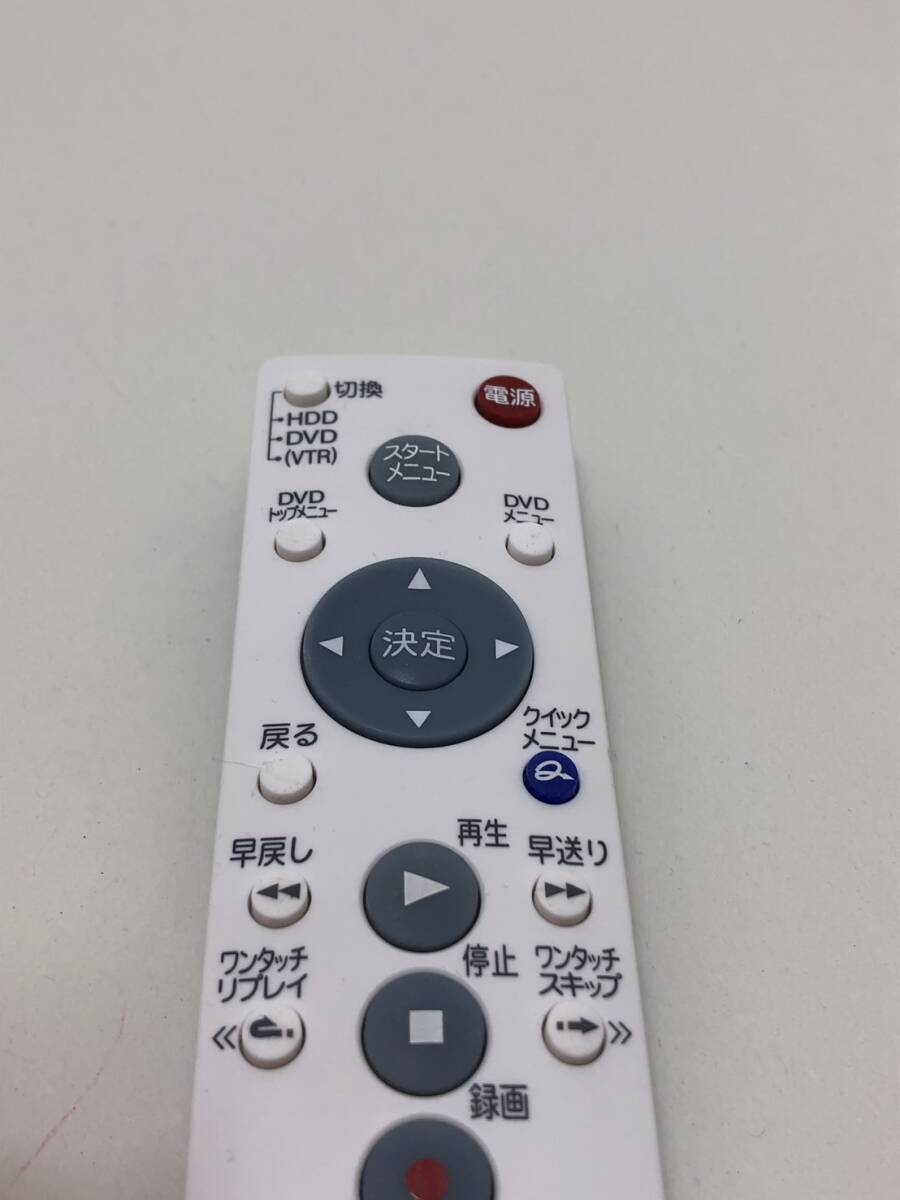 切換
電源
HDD
DVD
(VTR)
スタート
メニュー
DVD
トップメニュー
DVD
メニュー
決定
戻る
クイック
メニュー
再生
早戻し
早送り
停止
ワンタッチ
リプレイ
ワンタッチ
スキップ
録画